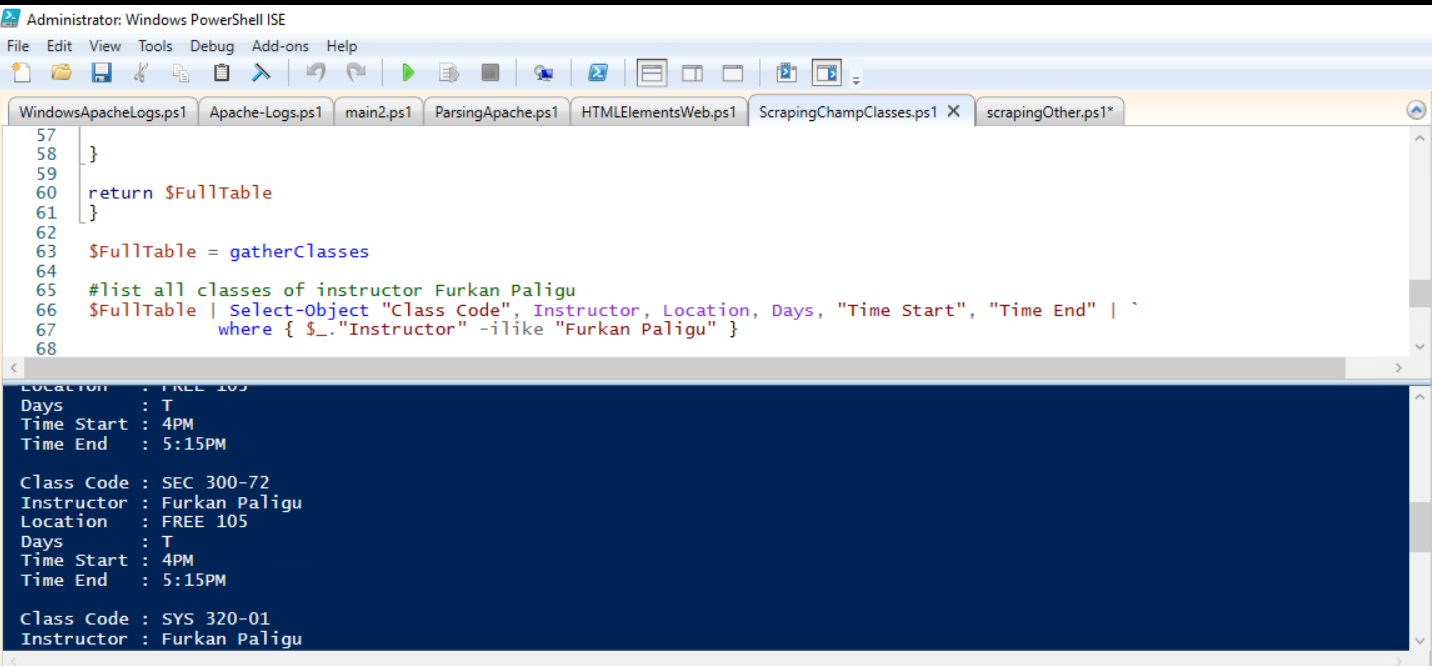 Administrator: Windows PowerShell ISE
File Edit View Tools Debug Add-ons Help
WindowsApacheLogs.ps1 Apache-Logs.ps1 main2.ps1 ParsingApache.ps1 HTMLElementsWeb.ps1 ScrapingChampClasses.ps1 X scrapingOther.ps1*
57
58 }
59
60 return $FullTable
61 }
62
63 $FullTable = gatherClasses
64
65 #list all classes of instructor Furkan Paligu
66 $FullTable | Select-Object "Class Code", Instructor, Location, Days, "Time Start", "Time End" | `
67 where { $_."Instructor" -ilike "Furkan Paligu" }
68
Location : FREE 105
Days : T
Time Start : 4PM
Time End : 5:15PM
Class Code : SEC 300-72
Instructor : Furkan Paligu
Location : FREE 105
Days : T
Time Start : 4PM
Time End : 5:15PM
Class Code : SYS 320-01
Instructor : Furkan Paligu